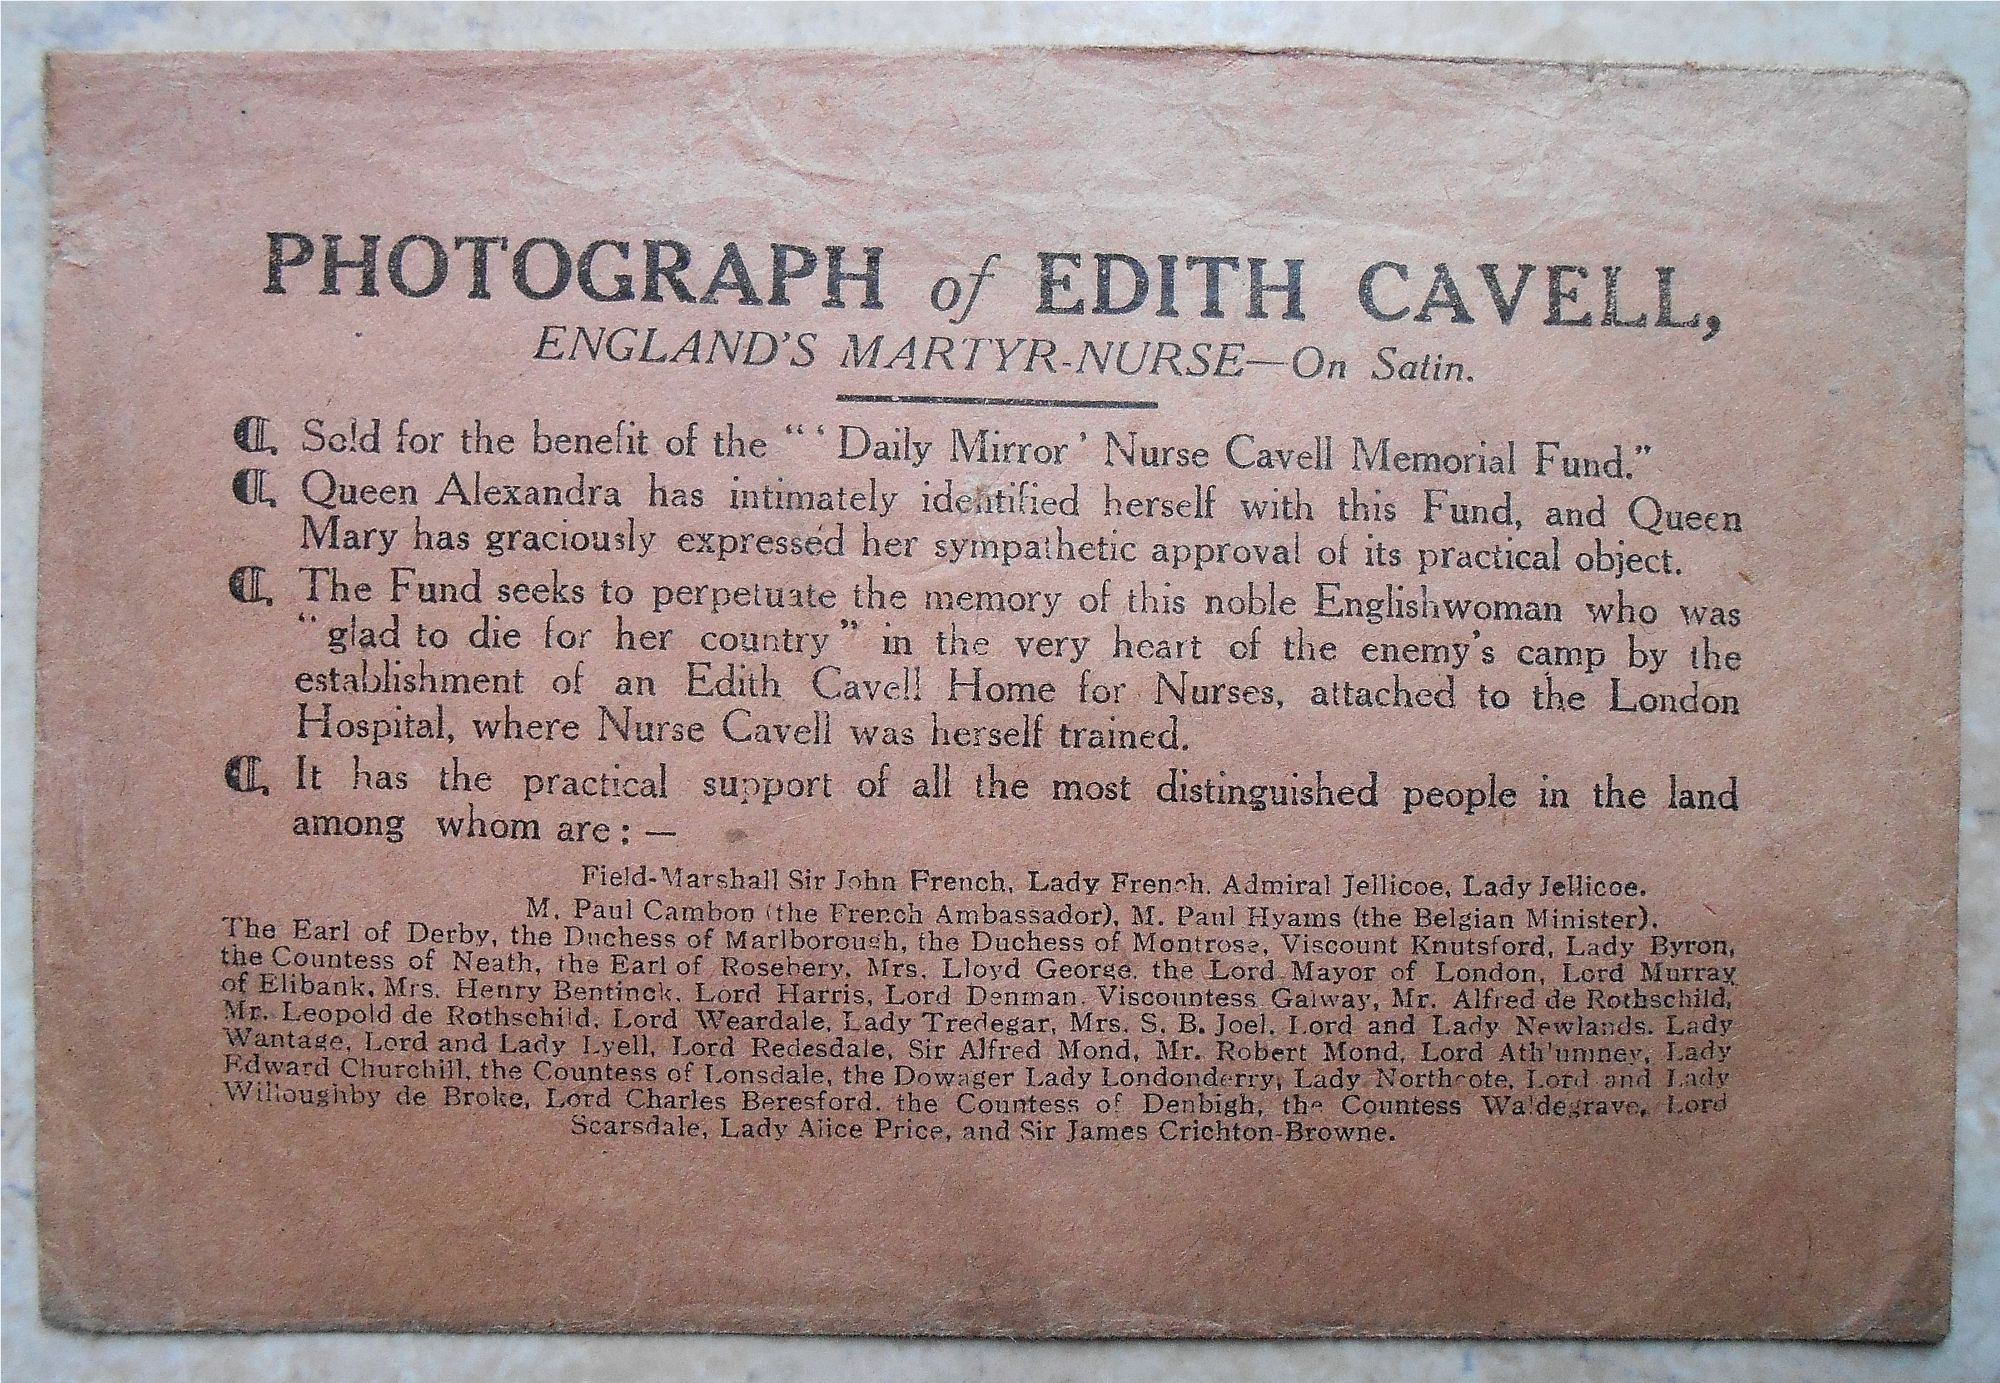 PHOTOGRAPH of EDITH CAVELL,
ENGLAND'S MARTYR-NURSE—On Satin.
Sold for the benefit of the “ ‘ Daily Mirror ’ Nurse Cavell Memorial Fund.”
Queen Alexandra has intimately identified herself with this Fund, and Queen
Mary has graciously expressed her sympathetic approval of its practical object.
The Fund seeks to perpetuate the memory of this noble Englishwoman who was
“glad to die for her country” in the very heart of the enemy's camp by the
establishment of an Edith Cavell Home for Nurses, attached to the London
Hospital, where Nurse Cavell was herself trained.
It has the practical support of all the most distinguished people in the land
among whom are : —
Field-Marshall Sir John French, Lady French, Admiral Jellicoe, Lady Jellicoe.
M. Paul Cambon (the French Ambassador), M. Paul Hyams (the Belgian Minister).
The Earl of Derby, the Duchess of Marlborough, the Duchess of Montrose, Viscount Knutsford, Lady Byron,
the Countess of Neath, the Earl of Rosebery, Mrs. Lloyd George, the Lord Mayor of London, Lord Murray
of Elibank, Mrs. Henry Bentinck, Lord Harris, Lord Denman, Viscountess Galway, Mr. Alfred de Rothschild,
Mr. Leopold de Rothschild, Lord Weardale, Lady Tredegar, Mrs. S. B. Joel, Lord and Lady Newlands, Lady
Wantage, Lord and Lady Lyell, Lord Redesdale, Sir Alfred Mond, Mr. Robert Mond, Lord Ath'umney, Lady
Edward Churchill, the Countess of Lonsdale, the Dowager Lady Londonderry, Lady Northcote, Lord and Lady
Willoughby de Broke, Lord Charles Beresford, the Countess of Denbigh, the Countess Waldegrave, Lord
Scarsdale, Lady Alice Price, and Sir James Crichton-Browne.